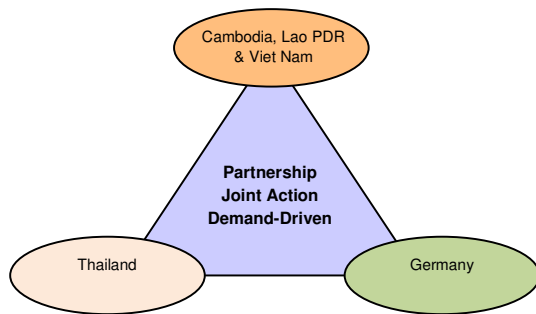 Cambodia, Lao PDR
& Viet Nam
Partnership
Joint Action
Demand-Driven
Thailand
Germany